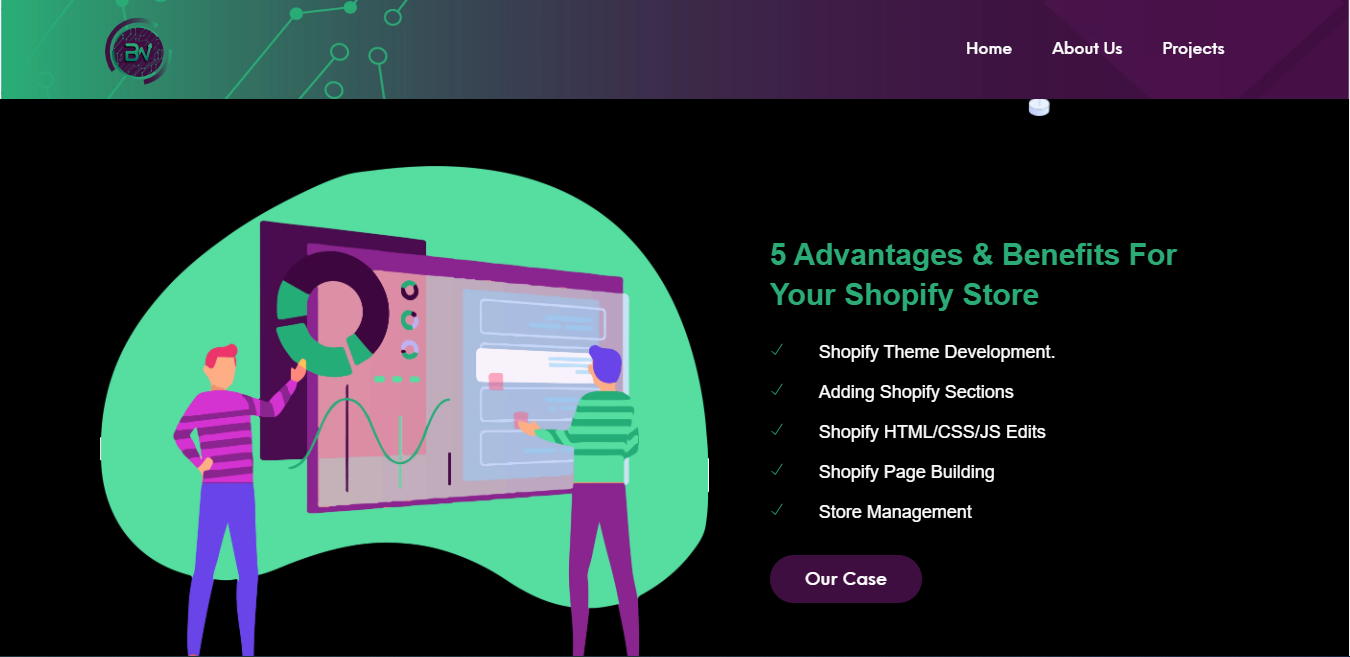 BW
Home About Us Projects
5 Advantages & Benefits For
Your Shopify Store
Shopify Theme Development.
Adding Shopify Sections
Shopify HTML/CSS/JS Edits
Shopify Page Building
Store Management
Our Case